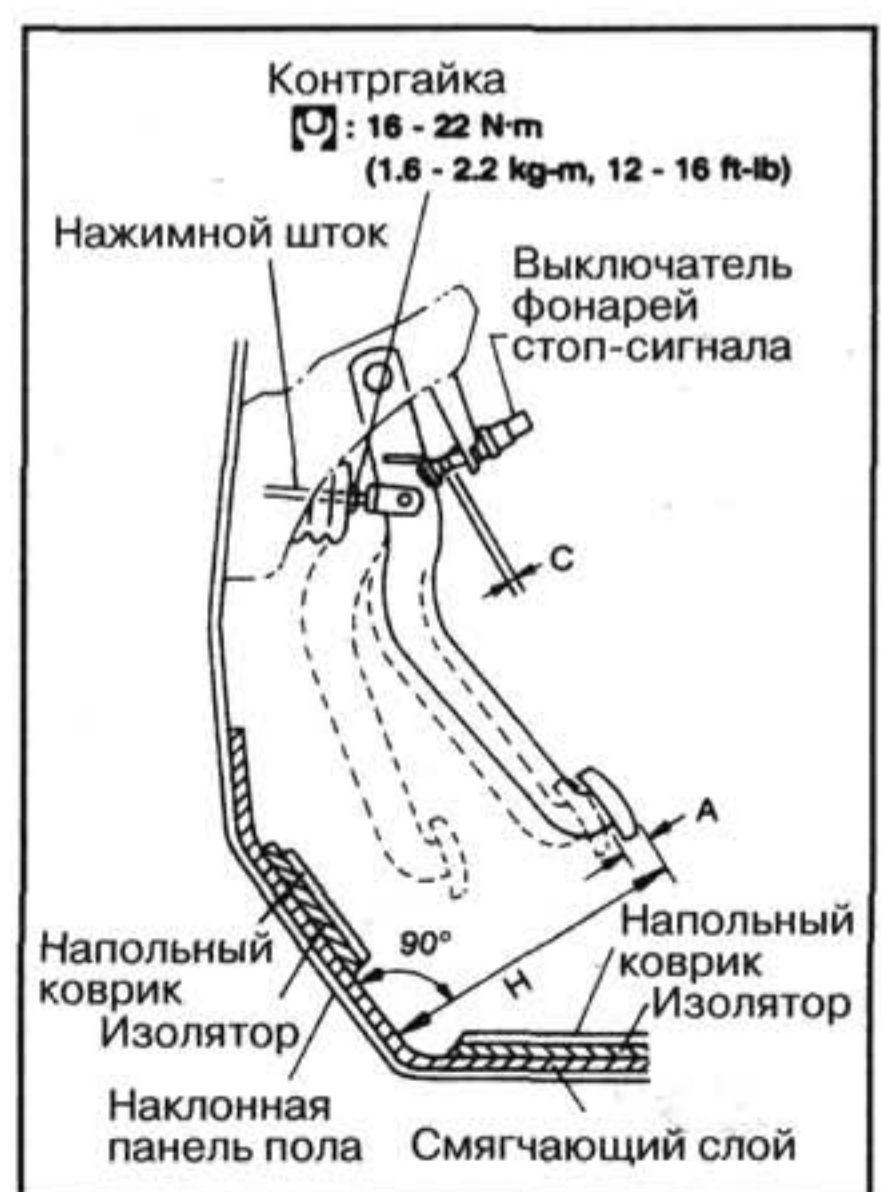 Контргайка
: 16 - 22 N·m
(1.6 - 2.2 kg-m, 12 - 16 ft-lb)
Нажимной шток
Выключатель
фонарей
стоп-сигнала
C
A
Напольный
коврик
Изолятор
90°
H
Напольный
коврик
Изолятор
Наклонная
панель пола
Смягчающий слой